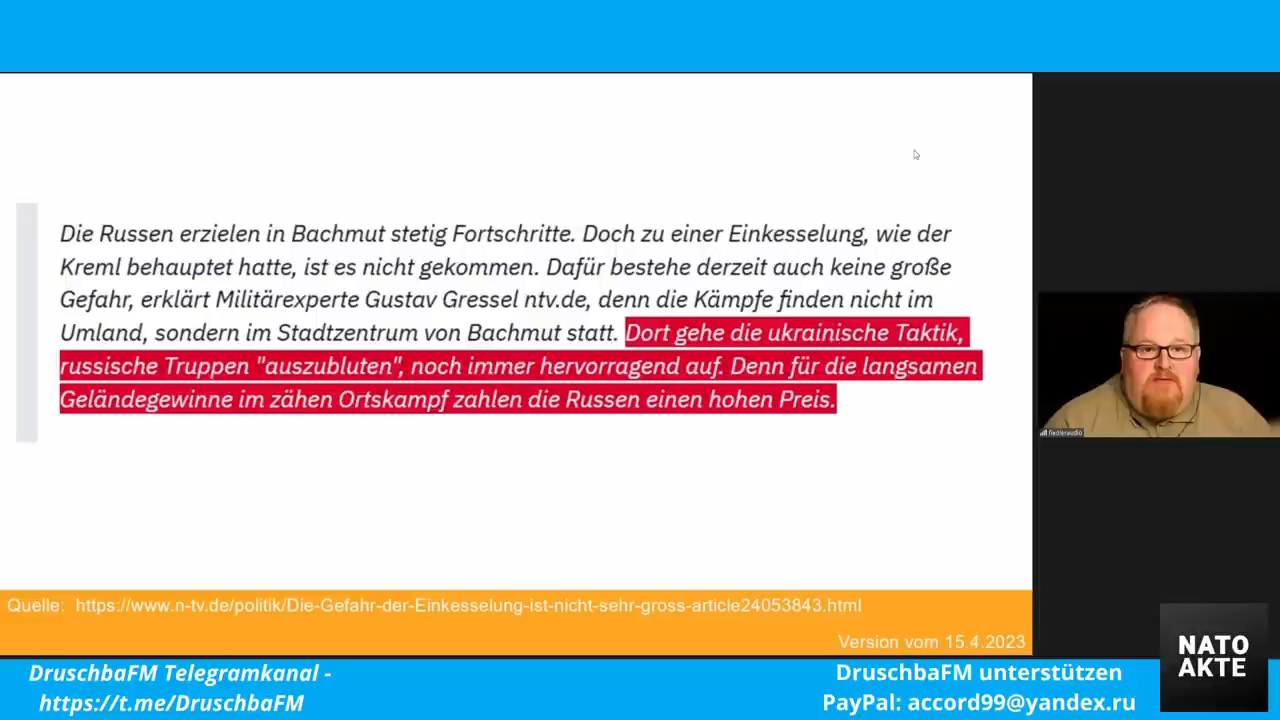 Die Russen erzielen in Bachmut stetig Fortschritte. Doch zu einer Einkesselung, wie der
Kreml behauptet hatte, ist es nicht gekommen. Dafür bestehe derzeit auch keine große
Gefahr, erklärt Militärexperte Gustav Gressel ntv.de, denn die Kämpfe finden nicht im
Umland, sondern im Stadtzentrum von Bachmut statt. Dort gehe die ukrainische Taktik,
russische Truppen "auszubluten", noch immer hervorragend auf. Denn für die langsamen
Geländegewinne im zähen Ortskampf zahlen die Russen einen hohen Preis.
fiedleraudio
Quelle: https://www.n-tv.de/politik/Die-Gefahr-der-Einkesselung-ist-nicht-sehr-gross-article24053843.html
Version vom 15.4.2023
DruschbaFM Telegramkanal -
https://t.me/DruschbaFM
DruschbaFM unterstützen
PayPal: accord99@yandex.ru
NATO
AKTE